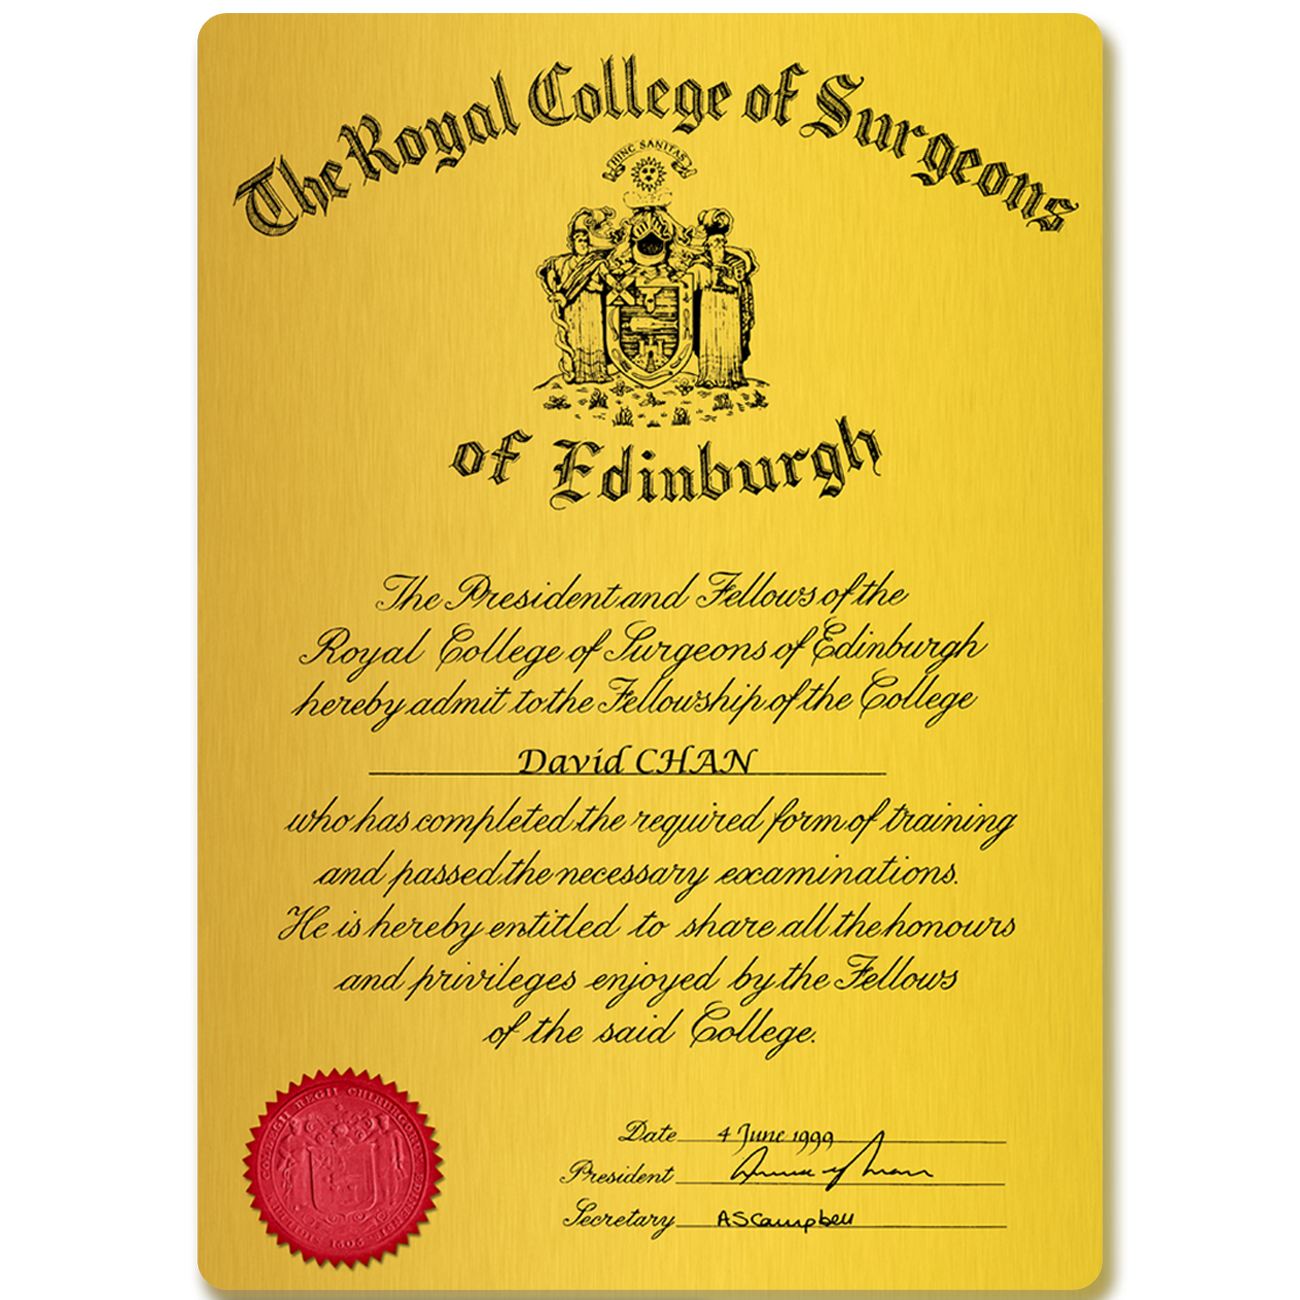 The Royal College of Surgeons
HINC SANITAS
of Edinburgh
The President and Fellows of the
Royal College of Surgeons of Edinburgh
hereby admit to the Fellowship of the College
David CHAN
who has completed the required form of training
and passed the necessary examinations.
He is hereby entitled to share all the honours
and privileges enjoyed by the Fellows
of the said College.
Date 4 June 1999
President
Secretary ASCampbell